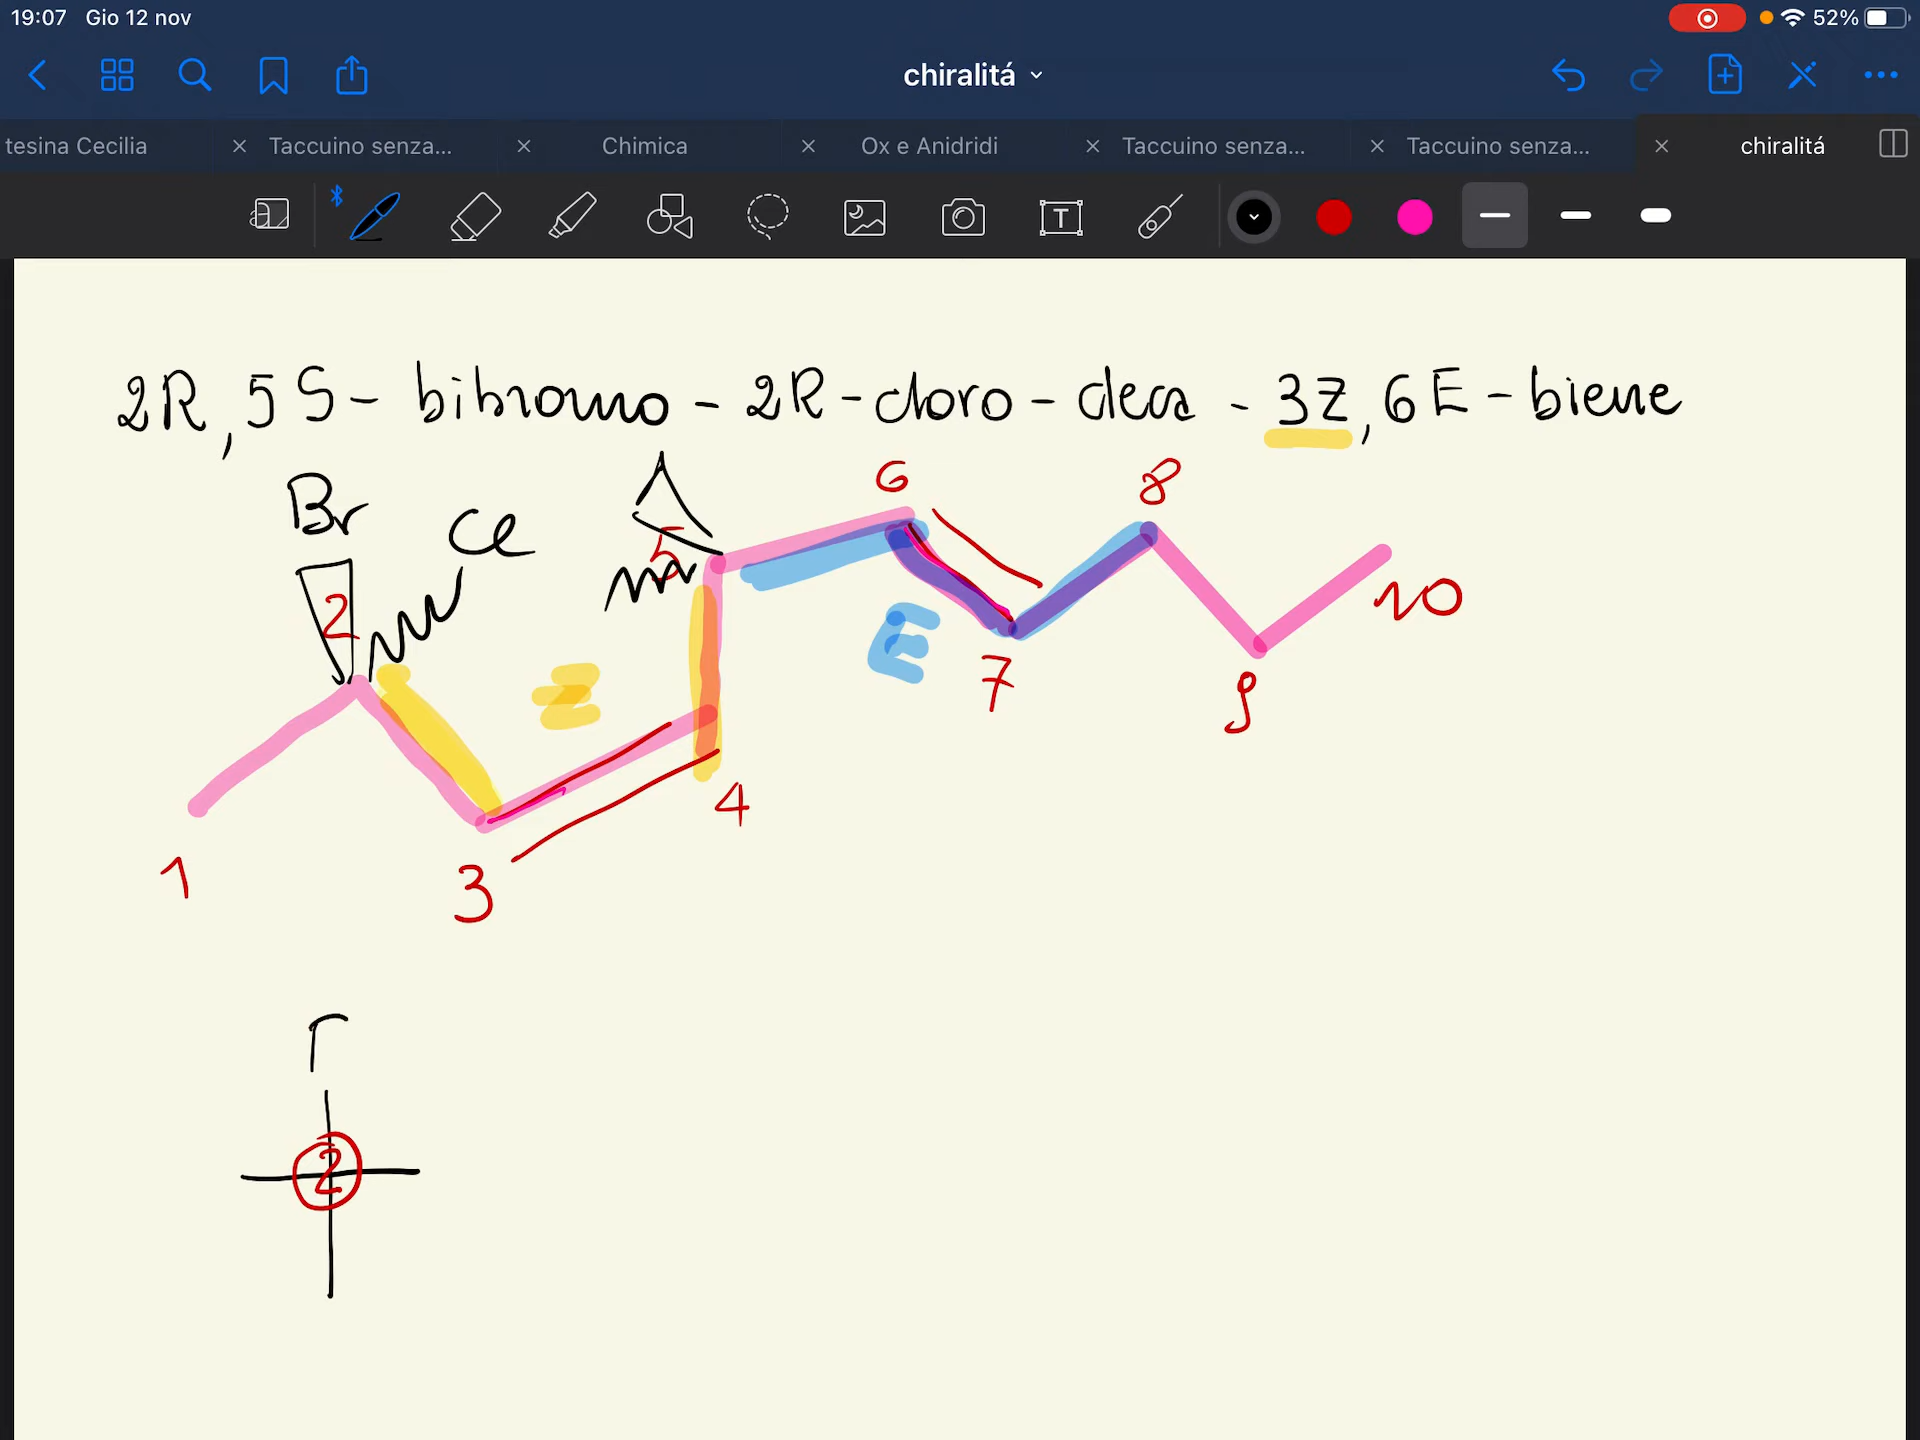 19:07 Gio 12 nov 52%
chiralitá
tesina Cecilia Taccuino senza... Chimica Ox e Anidridi Taccuino senza... Taccuino senza... chiralitá
T
2R, 5S - bibromo - 2R - cloro - deca - 3Z, 6E - biene
Br Cl 5 6 8
2 Z E 7 9 10
1 3 4
2